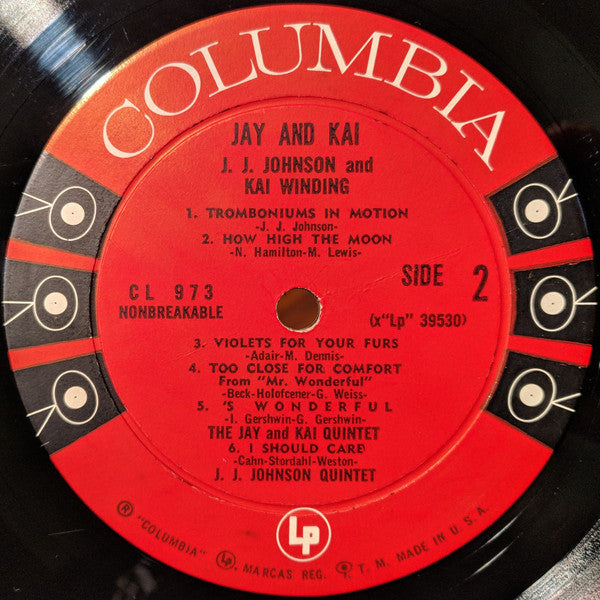 COLUMBIA
JAY AND KAI
J. J. JOHNSON and
KAI WINDING
1. TROMBONIUMS IN MOTION
-J. J. Johnson-
2. HOW HIGH THE MOON
-N. Hamilton-M. Lewis-
CL 973
NONBREAKABLE
SIDE 2
(x"Lp" 39530)
3. VIOLETS FOR YOUR FURS
-Adair-M. Dennis-
4. TOO CLOSE FOR COMFORT
From "Mr. Wonderful"
-Beck-Holofcener-G. Weiss-
5. 'S WONDERFUL
-I. Gershwin-G. Gershwin-
THE JAY and KAI QUINTET
6. I SHOULD CARE
-Cahn-Stordahl-Weston-
J. J. JOHNSON QUINTET
Lp
® "COLUMBIA" Lp, MARCAS REG. T. M. MADE IN U. S. A.